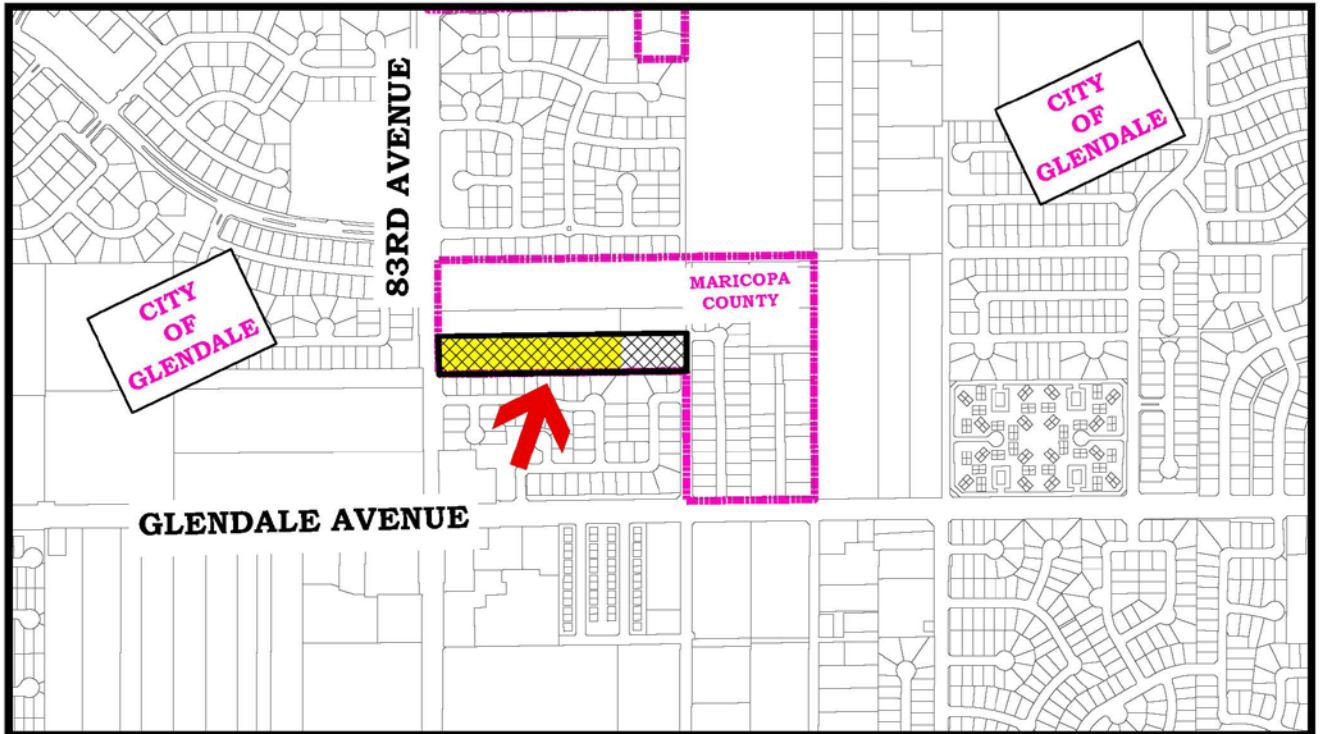 CITY
OF
GLENDALE
83RD AVENUE
MARICOPA
COUNTY
CITY
OF
GLENDALE
GLENDALE AVENUE